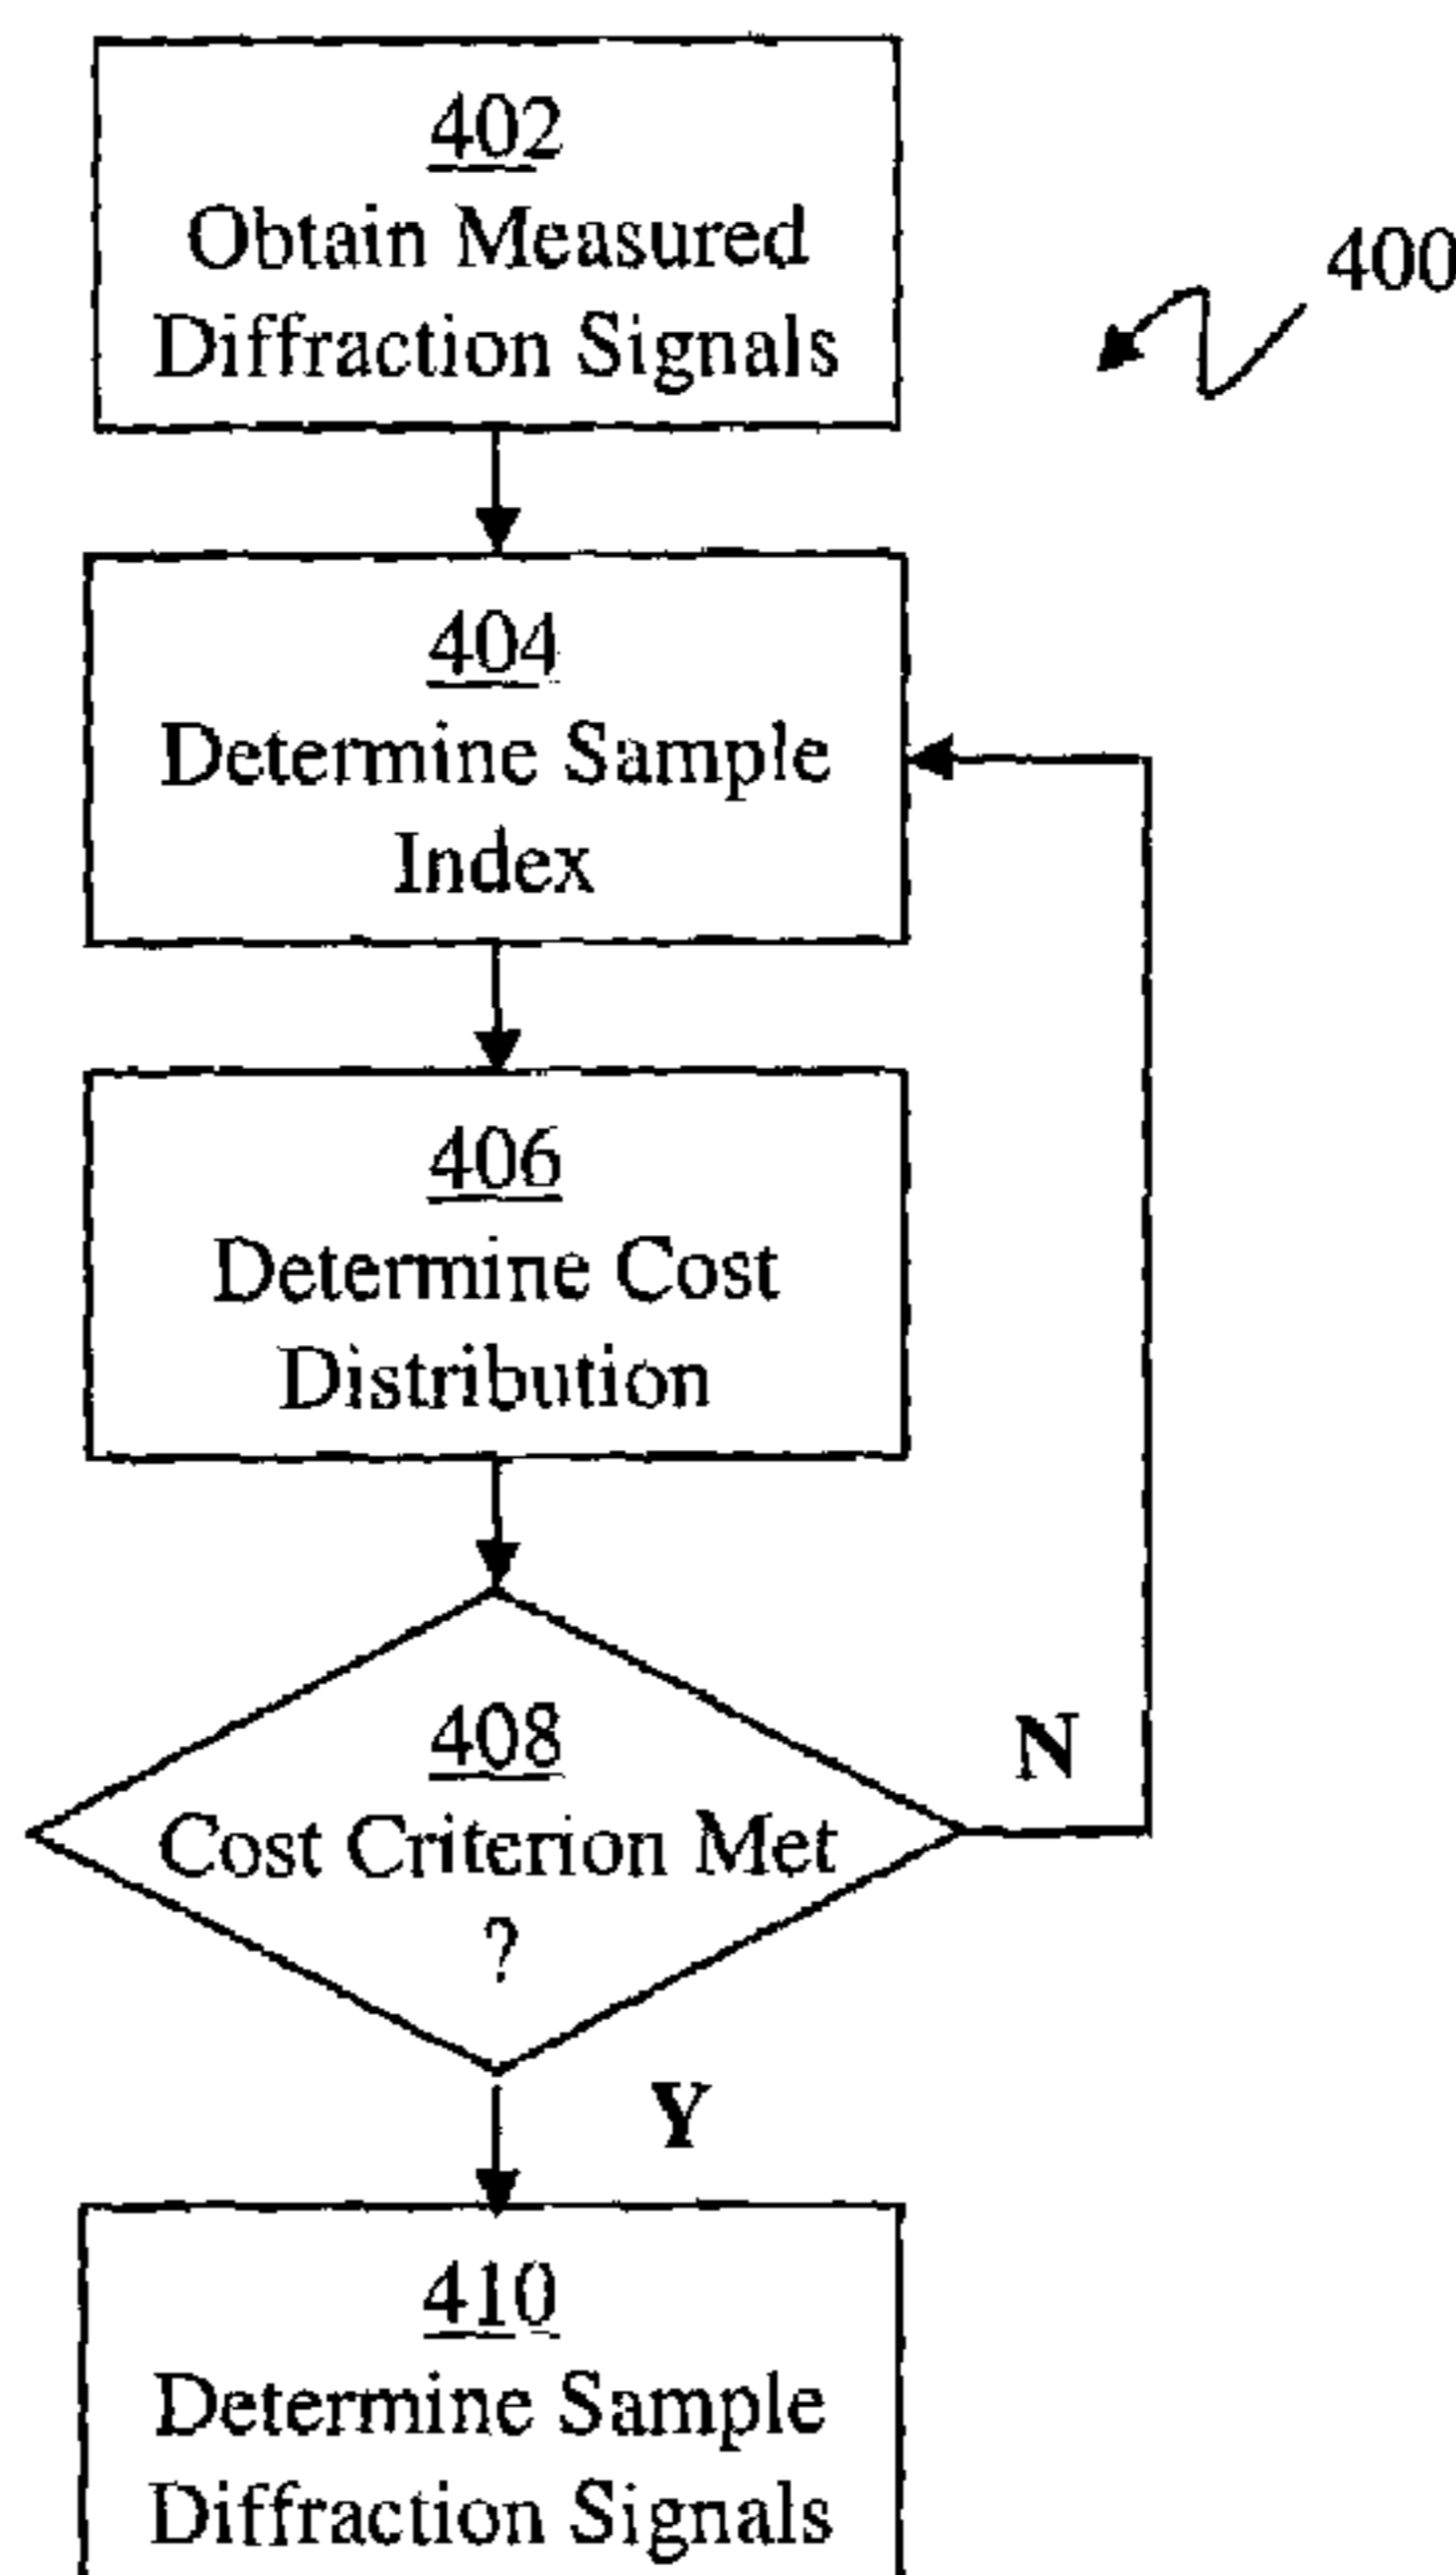 402
Obtain Measured
Diffraction Signals
400
404
Determine Sample
Index
406
Determine Cost
Distribution
408
Cost Criterion Met
?
N
Y
410
Determine Sample
Diffraction Signals